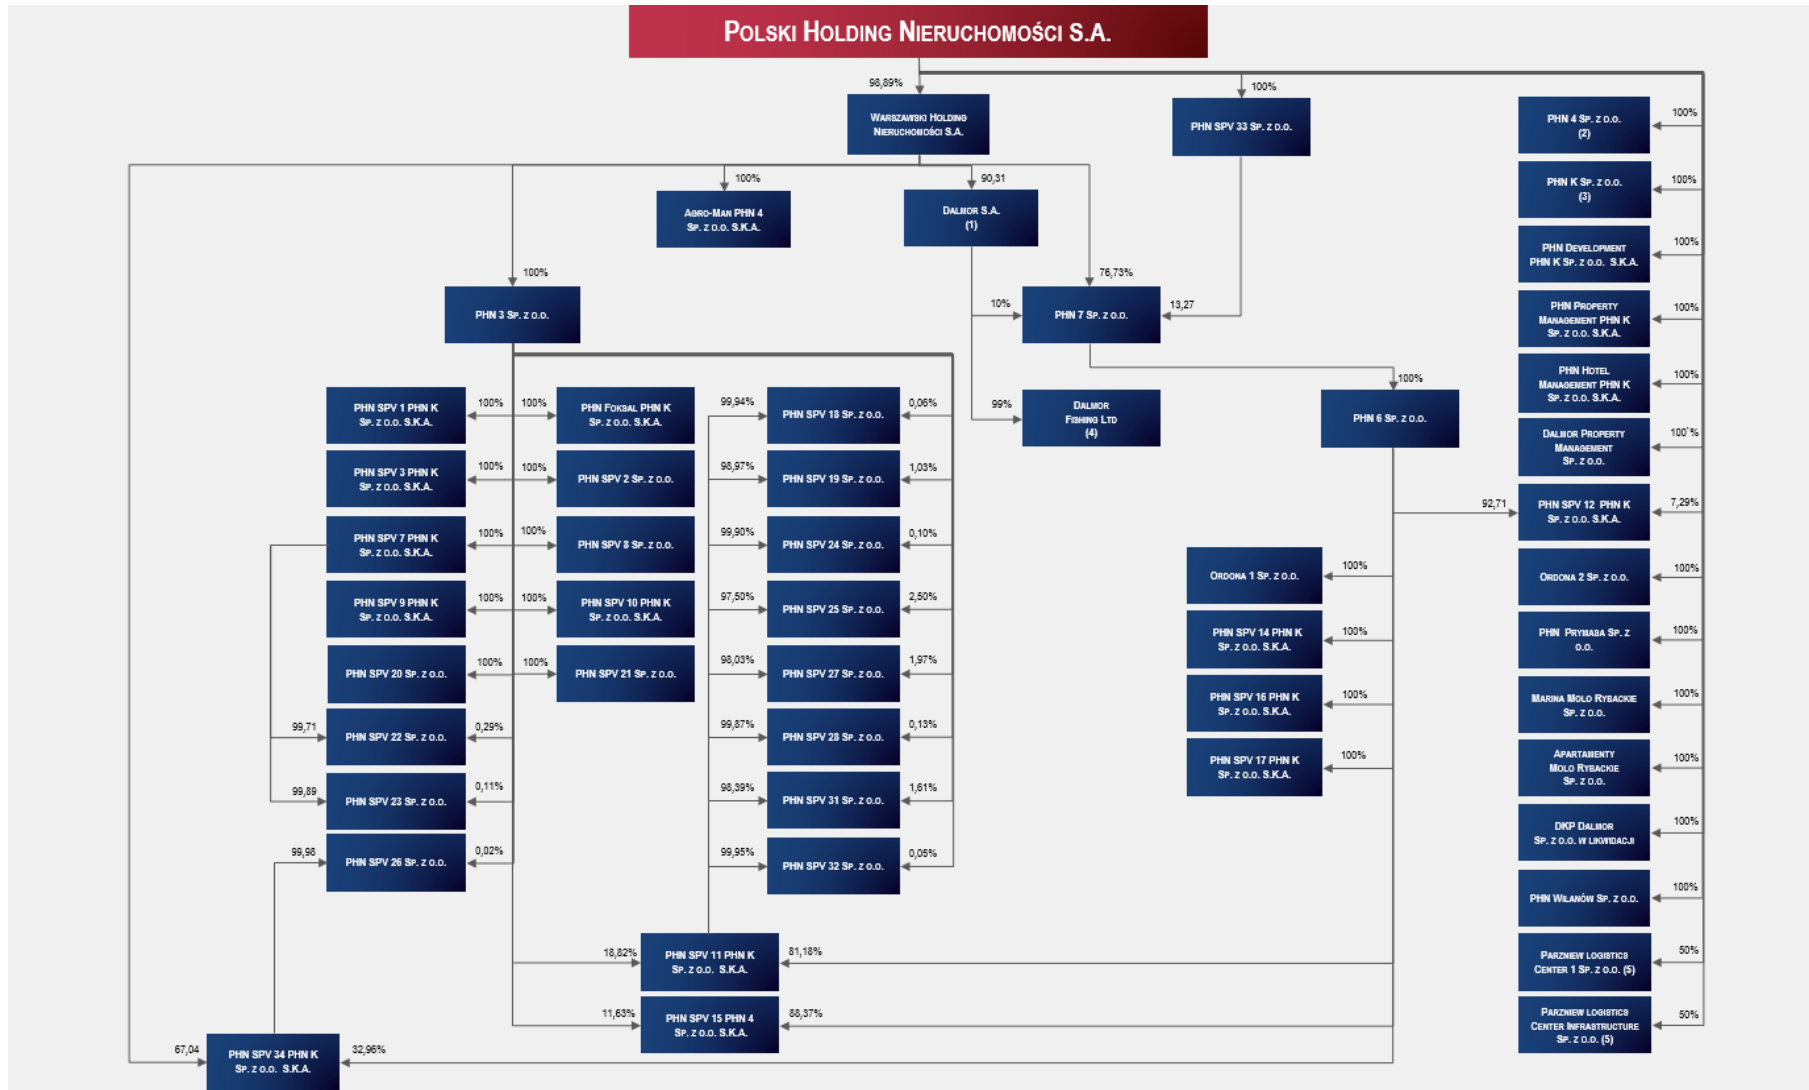 POLSKI HOLDING NIERUCHOMOŚCI S.A.
98,89%
100%
WARSZAWSKI HOLDING
NIERUCHOMOŚCI S.A.
PHN SPV 33 SP. Z O.O.
PHN 4 SP. Z O.O.
(2)
100%
PHN K SP. Z O.O.
(3)
100%
100%
AGRO-MAN PHN 4
SP. Z O.O. S.K.A.
90,31
DALMOR S.A.
(1)
PHN DEVELOPMENT
PHN K SP. Z O.O. S.K.A.
100%
100%
PHN 3 SP. Z O.O.
76,73%
10%
PHN 7 SP. Z O.O.
13,27
PHN PROPERTY
MANAGEMENT PHN K
SP. Z O.O. S.K.A.
100%
PHN HOTEL
MANAGEMENT PHN K
SP. Z O.O. S.K.A.
100%
100%
PHN 6 SP. Z O.O.
99%
DALMOR
FISHING LTD
(4)
DALMOR PROPERTY
MANAGEMENT
SP. Z O.O.
100`%
PHN SPV 1 PHN K
SP. Z O.O. S.K.A.
100%
100%
PHN FOKSAL PHN K
SP. Z O.O. S.K.A.
99,94%
PHN SPV 18 SP. Z O.O.
0,06%
PHN SPV 3 PHN K
SP. Z O.O. S.K.A.
100%
100%
PHN SPV 2 SP. Z O.O.
98,97%
PHN SPV 19 SP. Z O.O.
1,03%
92,71
PHN SPV 12 PHN K
SP. Z O.O. S.K.A.
7,29%
PHN SPV 7 PHN K
SP. Z O.O. S.K.A.
100%
100%
PHN SPV 8 SP. Z O.O.
99,90%
PHN SPV 24 SP. Z O.O.
0,10%
ORDONA 1 SP. Z O.O.
100%
ORDONA 2 SP. Z O.O.
100%
PHN SPV 9 PHN K
SP. Z O.O. S.K.A.
100%
100%
PHN SPV 10 PHN K
SP. Z O.O. S.K.A.
97,50%
PHN SPV 25 SP. Z O.O.
2,50%
PHN SPV 14 PHN K
SP. Z O.O. S.K.A.
100%
PHN PRYMASA SP. Z
O.O.
100%
PHN SPV 20 SP. Z O.O.
100%
100%
PHN SPV 21 SP. Z O.O.
98,03%
PHN SPV 27 SP. Z O.O.
1,97%
PHN SPV 16 PHN K
SP. Z O.O. S.K.A.
100%
MARINA MOLO RYBACKIE
SP. Z O.O.
100%
99,71
PHN SPV 22 SP. Z O.O.
0,29%
99,87%
PHN SPV 28 SP. Z O.O.
0,13%
PHN SPV 17 PHN K
SP. Z O.O. S.K.A.
100%
APARTAMENTY
MOLO RYBACKIE
SP. Z O.O.
100%
99,89
PHN SPV 23 SP. Z O.O.
0,11%
98,39%
PHN SPV 31 SP. Z O.O.
1,61%
DKP DALMOR
SP. Z O.O. W LIKWIDACJI
100%
99,98
PHN SPV 26 SP. Z O.O.
0,02%
99,95%
PHN SPV 32 SP. Z O.O.
0,05%
PHN WILANÓW SP. Z O.O.
100%
18,82%
PHN SPV 11 PHN K
SP. Z O.O. S.K.A.
81,18%
PARZNIEW LOGISTICS
CENTER 1 SP. Z O.O. (5)
50%
11,63%
PHN SPV 15 PHN 4
SP. Z O.O. S.K.A.
88,37%
PARZNIEW LOGISTICS
CENTER INFRASTRUCTURE
SP. Z O.O. (5)
50%
67,04
PHN SPV 34 PHN K
SP. Z O.O. S.K.A.
32,96%